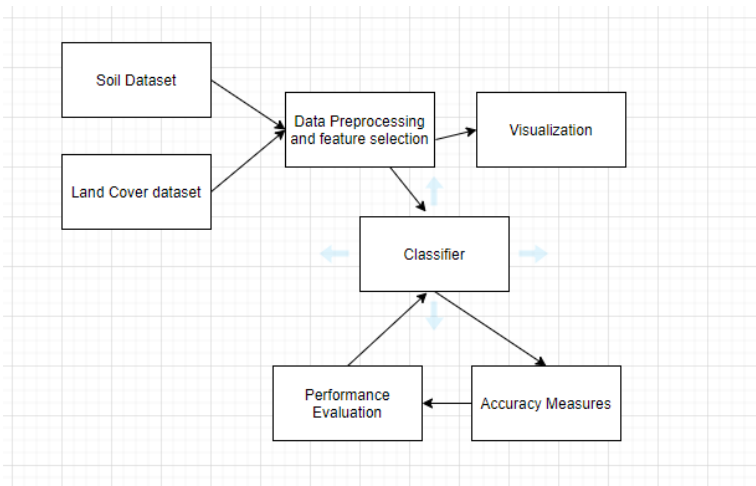 Soil Dataset
Data Preprocessing
and feature selection
Visualization
Land Cover dataset
Classifier
Performance
Evaluation
Accuracy Measures